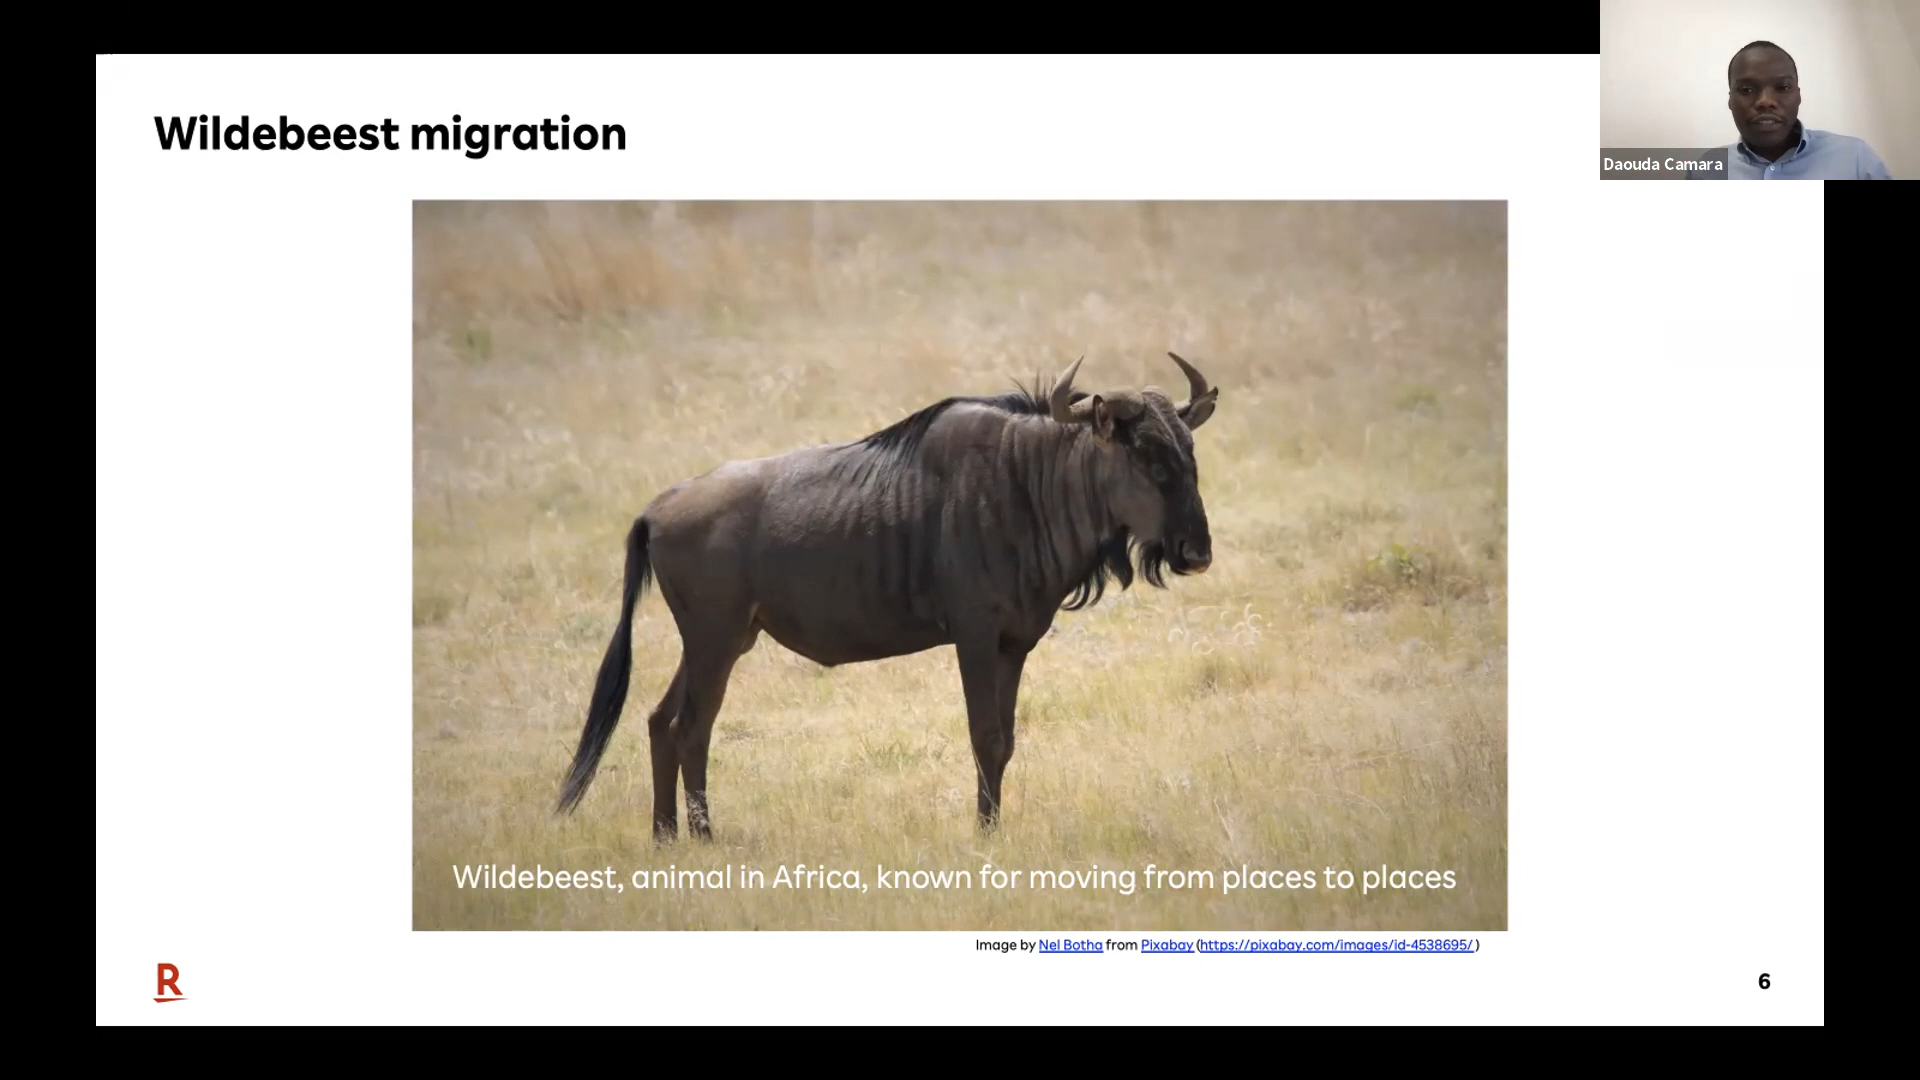 Wildebeest migration
Daouda Camara
Wildebeest, animal in Africa, known for moving from places to places
Image by Nel Botha from Pixabay (https://pixabay.com/images/id-4538695/)
R
6